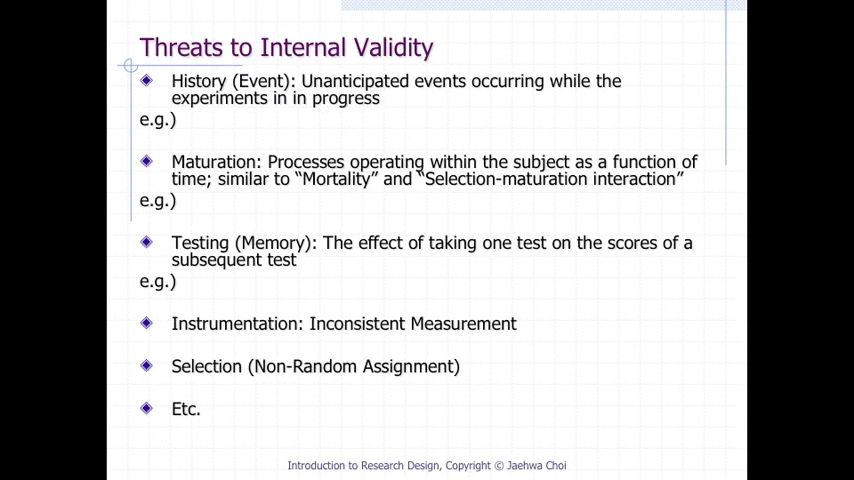 Threats to Internal Validity
History (Event): Unanticipated events occurring while the
experiments in in progress
e.g.)
Maturation: Processes operating within the subject as a function of
time; similar to “Mortality” and “Selection-maturation interaction”
e.g.)
Testing (Memory): The effect of taking one test on the scores of a
subsequent test
e.g.)
Instrumentation: Inconsistent Measurement
Selection (Non-Random Assignment)
Etc.
Introduction to Research Design, Copyright © Jaehwa Choi